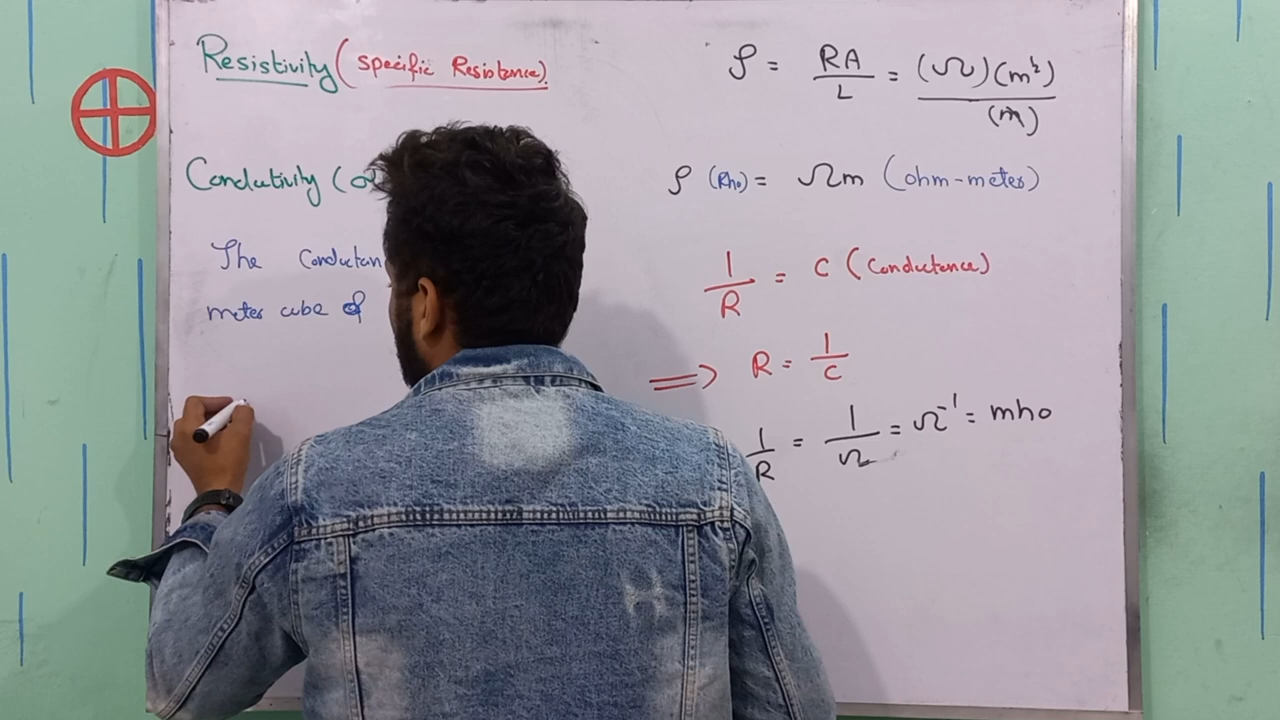 Resistivity (specific Resistance).
Conductivity (σ
The Conductan
meter cube of
ρ = RA/L = (Ω)(m²)/(m)
ρ (Rho) = Ωm (ohm-meter)
1/R = C (Conductance)
⇒ R = 1/C
1/R = 1/Ω = Ω⁻¹ = mho